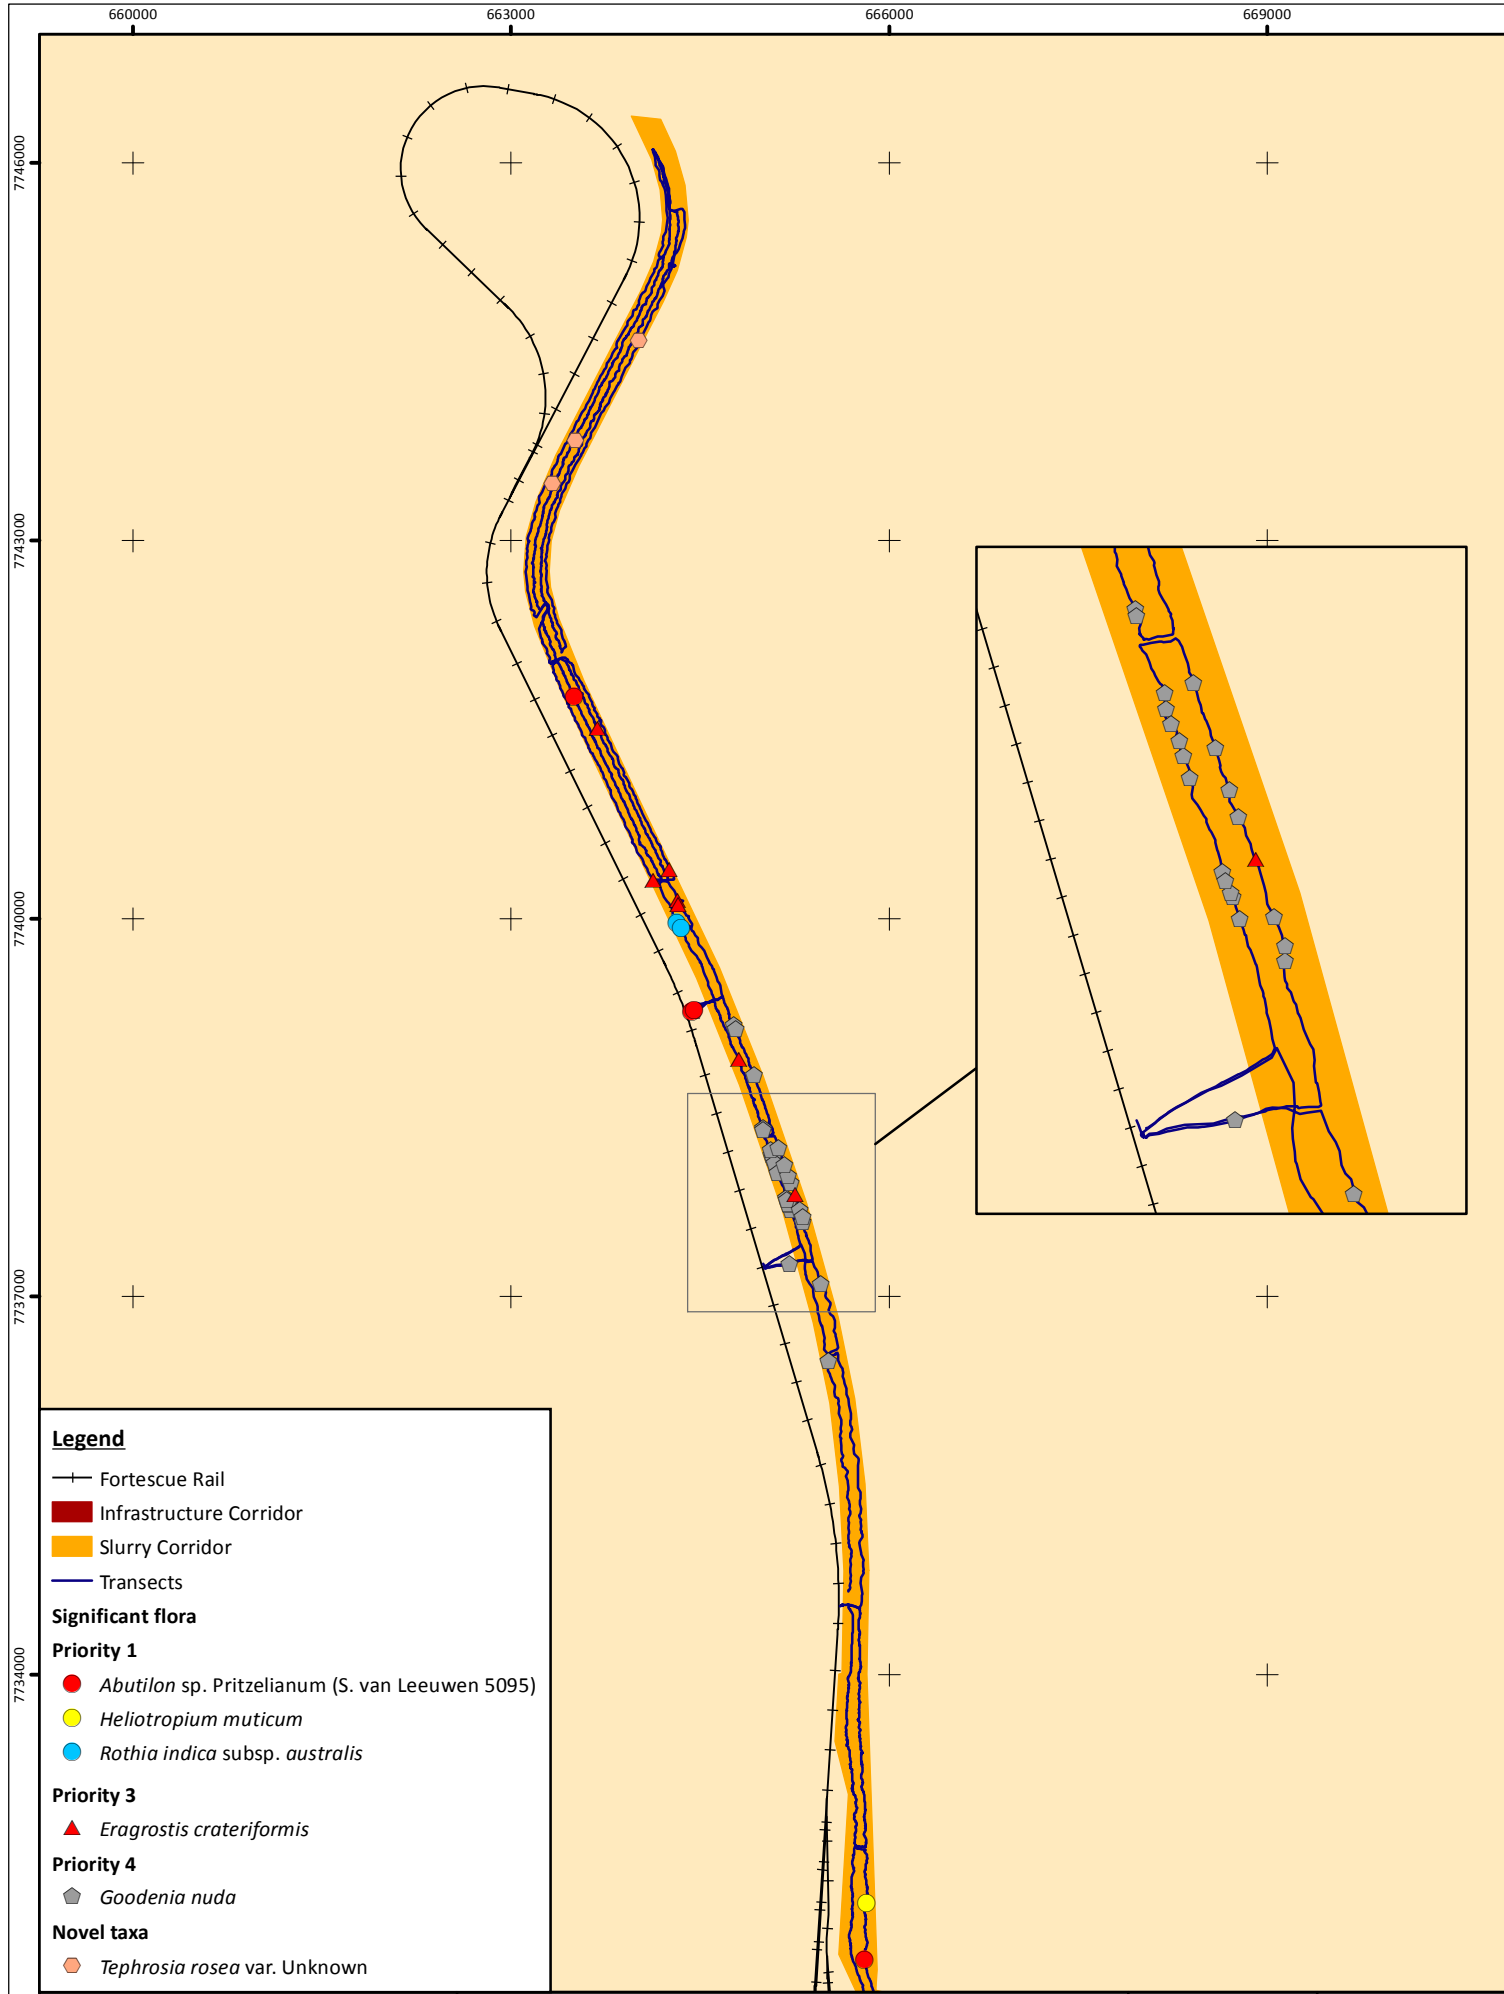 660000
663000
666000
669000
7746000
7743000
7740000
7737000
7734000
Legend
Fortescue Rail
Infrastructure Corridor
Slurry Corridor
Transects
Significant flora
Priority 1
Abutilon sp. Pritzelianum (S. van Leeuwen 5095)
Heliotropium muticum
Rothia indica subsp. australis
Priority 3
Eragrostis crateriformis
Priority 4
Goodenia nuda
Novel taxa
Tephrosia rosea var. Unknown